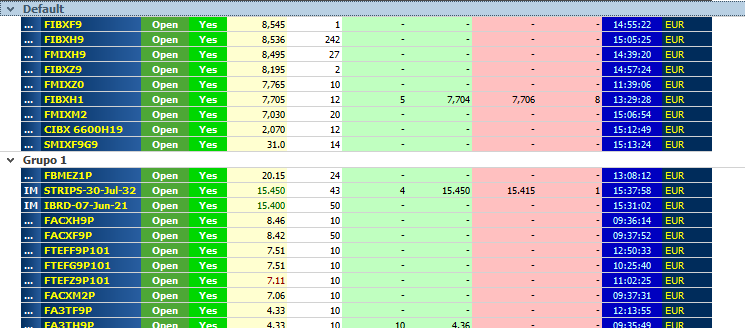 Default
... FIBXF9 Open Yes 8,545 1 - - - - 14:55:22 EUR
... FIBXH9 Open Yes 8,536 242 - - - - 15:05:25 EUR
... FMIXH9 Open Yes 8,495 27 - - - - 14:39:20 EUR
... FIBXZ9 Open Yes 8,195 2 - - - - 14:57:24 EUR
... FMIXZ0 Open Yes 7,765 10 - - - - 11:39:06 EUR
... FIBXH1 Open Yes 7,705 12 5 7,704 7,706 8 13:29:28 EUR
... FMIXM2 Open Yes 7,030 20 - - - - 15:06:54 EUR
... CIBX 6600H19 Open Yes 2,070 12 - - - - 15:12:49 EUR
... SMIXF9G9 Open Yes 31.0 14 - - - - 15:13:24 EUR
Grupo 1
... FBMEZ1P Open Yes 20.15 24 - - - - 13:08:12 EUR
IM STRIPS-30-Jul-32 Open Yes 15.450 43 4 15.450 15.415 1 15:37:58 EUR
IM IBRD-07-Jun-21 Open Yes 15.400 50 - - - - 15:31:02 EUR
... FACXH9P Open Yes 8.46 10 - - - - 09:36:14 EUR
... FACXF9P Open Yes 8.42 50 - - - - 09:37:52 EUR
... FTEFF9P101 Open Yes 7.51 10 - - - - 12:50:33 EUR
... FTEFG9P101 Open Yes 7.51 10 - - - - 10:25:40 EUR
... FTEFZ9P101 Open Yes 7.11 10 - - - - 11:02:25 EUR
... FACXM2P Open Yes 7.06 10 - - - - 09:37:31 EUR
... FA3TF9P Open Yes 4.33 10 - - - - 12:13:55 EUR
... FA3TH9P Open Yes 4.33 10 10 4.36 - - 09:35:49 EUR